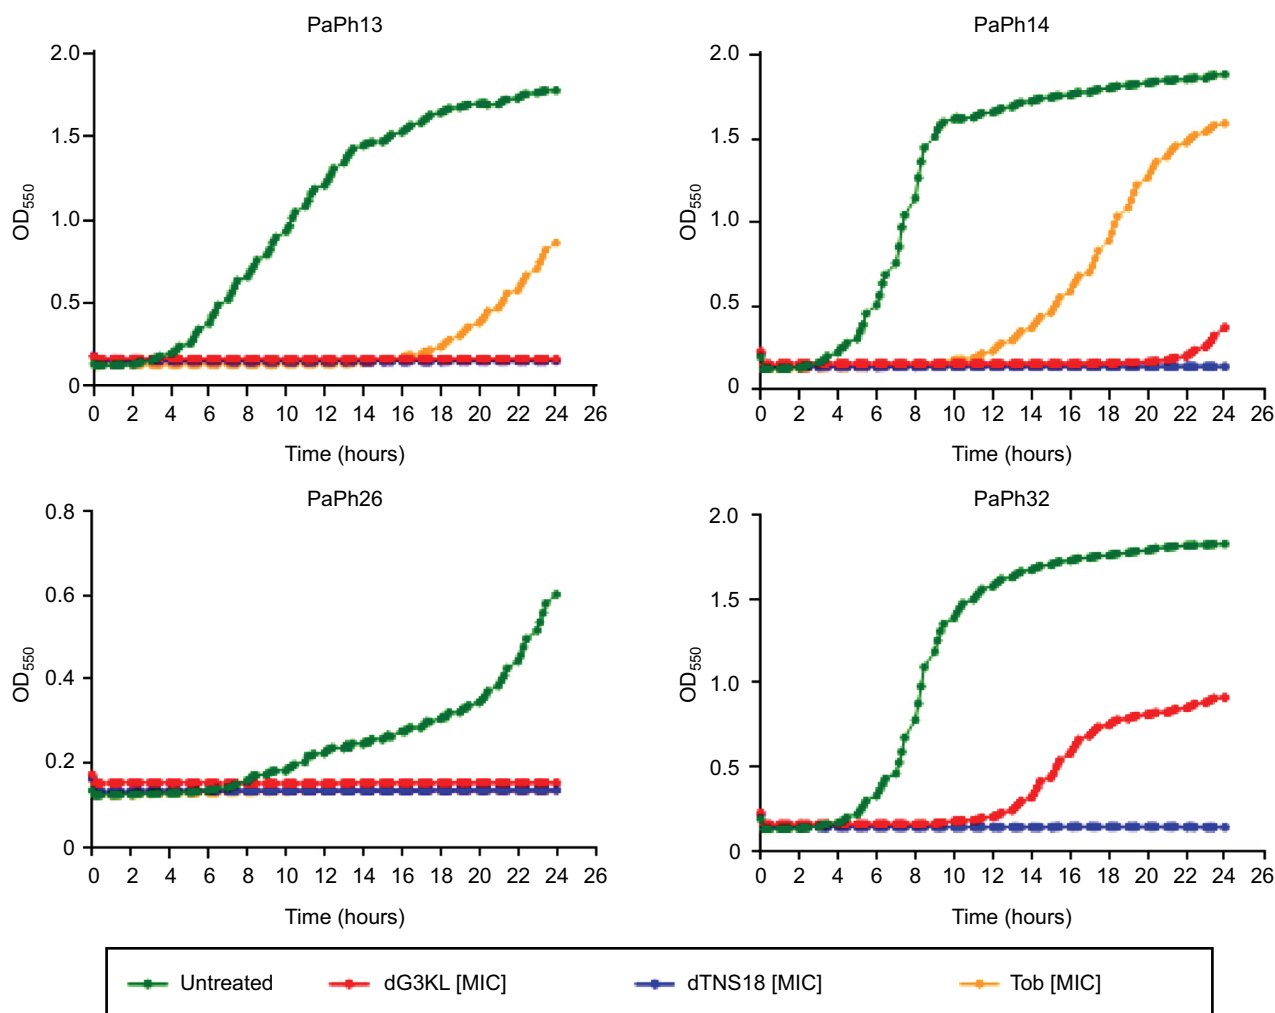 PaPh13
2.0
1.5
1.0
0.5
0
OD550
0 2 4 6 8 10 12 14 16 18 20 22 24 26
Time (hours)
PaPh14
2.0
1.5
1.0
0.5
0
OD550
0 2 4 6 8 10 12 14 16 18 20 22 24 26
Time (hours)
PaPh26
0.8
0.6
0.4
0.2
0
OD550
0 2 4 6 8 10 12 14 16 18 20 22 24 26
Time (hours)
PaPh32
2.0
1.5
1.0
0.5
0
OD550
0 2 4 6 8 10 12 14 16 18 20 22 24 26
Time (hours)
Untreated dG3KL [MIC] dTNS18 [MIC] Tob [MIC]